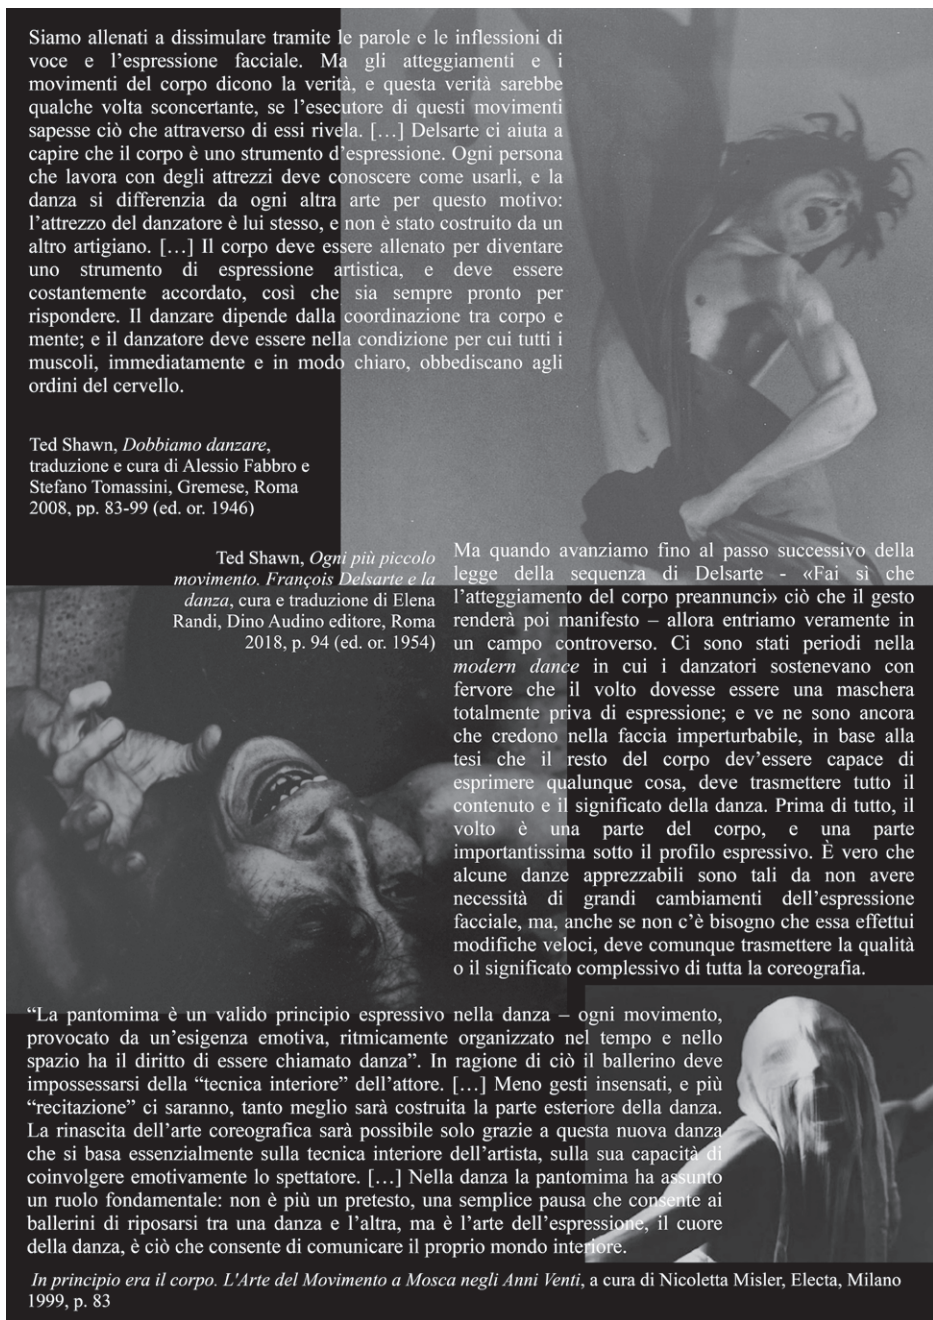 Siamo allenati a dissimulare tramite le parole e le inflessioni di
voce e l'espressione facciale. Ma gli atteggiamenti e i
movimenti del corpo dicono la verità, e questa verità sarebbe
qualche volta sconcertante, se l'esecutore di questi movimenti
sapesse ciò che attraverso di essi rivela. […] Delsarte ci aiuta a
capire che il corpo è uno strumento d'espressione. Ogni persona
che lavora con degli attrezzi deve conoscere come usarli, e la
danza si differenzia da ogni altra arte per questo motivo:
l'attrezzo del danzatore è lui stesso, e non è stato costruito da un
altro artigiano. […] Il corpo deve essere allenato per diventare
uno strumento di espressione artistica, e deve essere
costantemente accordato, così che sia sempre pronto per
rispondere. Il danzare dipende dalla coordinazione tra corpo e
mente; e il danzatore deve essere nella condizione per cui tutti i
muscoli, immediatamente e in modo chiaro, obbediscano agli
ordini del cervello.
Ted Shawn, Dobbiamo danzare,
traduzione e cura di Alessio Fabbro e
Stefano Tomassini, Gremese, Roma
2008, pp. 83-99 (ed. or. 1946)
Ted Shawn, Ogni più piccolo
movimento. François Delsarte e la
danza, cura e traduzione di Elena
Randi, Dino Audino editore, Roma
2018, p. 94 (ed. or. 1954)
Ma quando avanziamo fino al passo successivo della
legge della sequenza di Delsarte - «Fai sì che
l'atteggiamento del corpo preannunci» ciò che il gesto
renderà poi manifesto – allora entriamo veramente in
un campo controverso. Ci sono stati periodi nella
modern dance in cui i danzatori sostenevano con
fervore che il volto dovesse essere una maschera
totalmente priva di espressione; e ve ne sono ancora
che credono nella faccia imperturbabile, in base alla
tesi che il resto del corpo dev'essere capace di
esprimere qualunque cosa, deve trasmettere tutto il
contenuto e il significato della danza. Prima di tutto, il
volto è una parte del corpo, e una parte
importantissima sotto il profilo espressivo. È vero che
alcune danze apprezzabili sono tali da non avere
necessità di grandi cambiamenti dell'espressione
facciale, ma, anche se non c'è bisogno che essa effettui
modifiche veloci, deve comunque trasmettere la qualità
o il significato complessivo di tutta la coreografia.
“La pantomima è un valido principio espressivo nella danza – ogni movimento,
provocato da un'esigenza emotiva, ritmicamente organizzato nel tempo e nello
spazio ha il diritto di essere chiamato danza”. In ragione di ciò il ballerino deve
impossessarsi della “tecnica interiore” dell'attore. […] Meno gesti insensati, e più
“recitazione” ci saranno, tanto meglio sarà costruita la parte esteriore della danza.
La rinascita dell'arte coreografica sarà possibile solo grazie a questa nuova danza
che si basa essenzialmente sulla tecnica interiore dell'artista, sulla sua capacità di
coinvolgere emotivamente lo spettatore. […] Nella danza la pantomima ha assunto
un ruolo fondamentale: non è più un pretesto, una semplice pausa che consente ai
ballerini di riposarsi tra una danza e l'altra, ma è l'arte dell'espressione, il cuore
della danza, è ciò che consente di comunicare il proprio mondo interiore.
In principio era il corpo. L'Arte del Movimento a Mosca negli Anni Venti, a cura di Nicoletta Misler, Electa, Milano
1999, p. 83